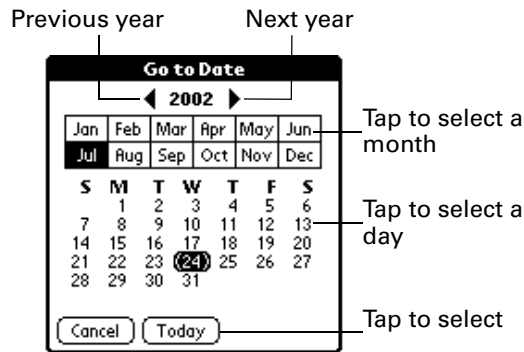 Previous year Next year
Go to Date
2002
Jan Feb Mar Apr May Jun
Tap to select a month
Jul Aug Sep Oct Nov Dec
S M T W T F S
1 2 3 4 5 6
Tap to select a day
7 8 9 10 11 12 13
14 15 16 17 18 19 20
21 22 23 (24) 25 26 27
28 29 30 31
Cancel Today
Tap to select